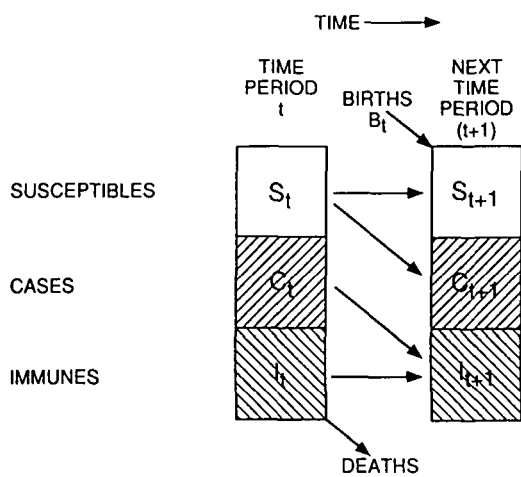 TIME
TIME
PERIOD
t
NEXT
TIME
PERIOD
(t+1)
BIRTHS
Bt
SUSCEPTIBLES
St
St+1
CASES
Ct
Ct+1
IMMUNES
It
It+1
DEATHS